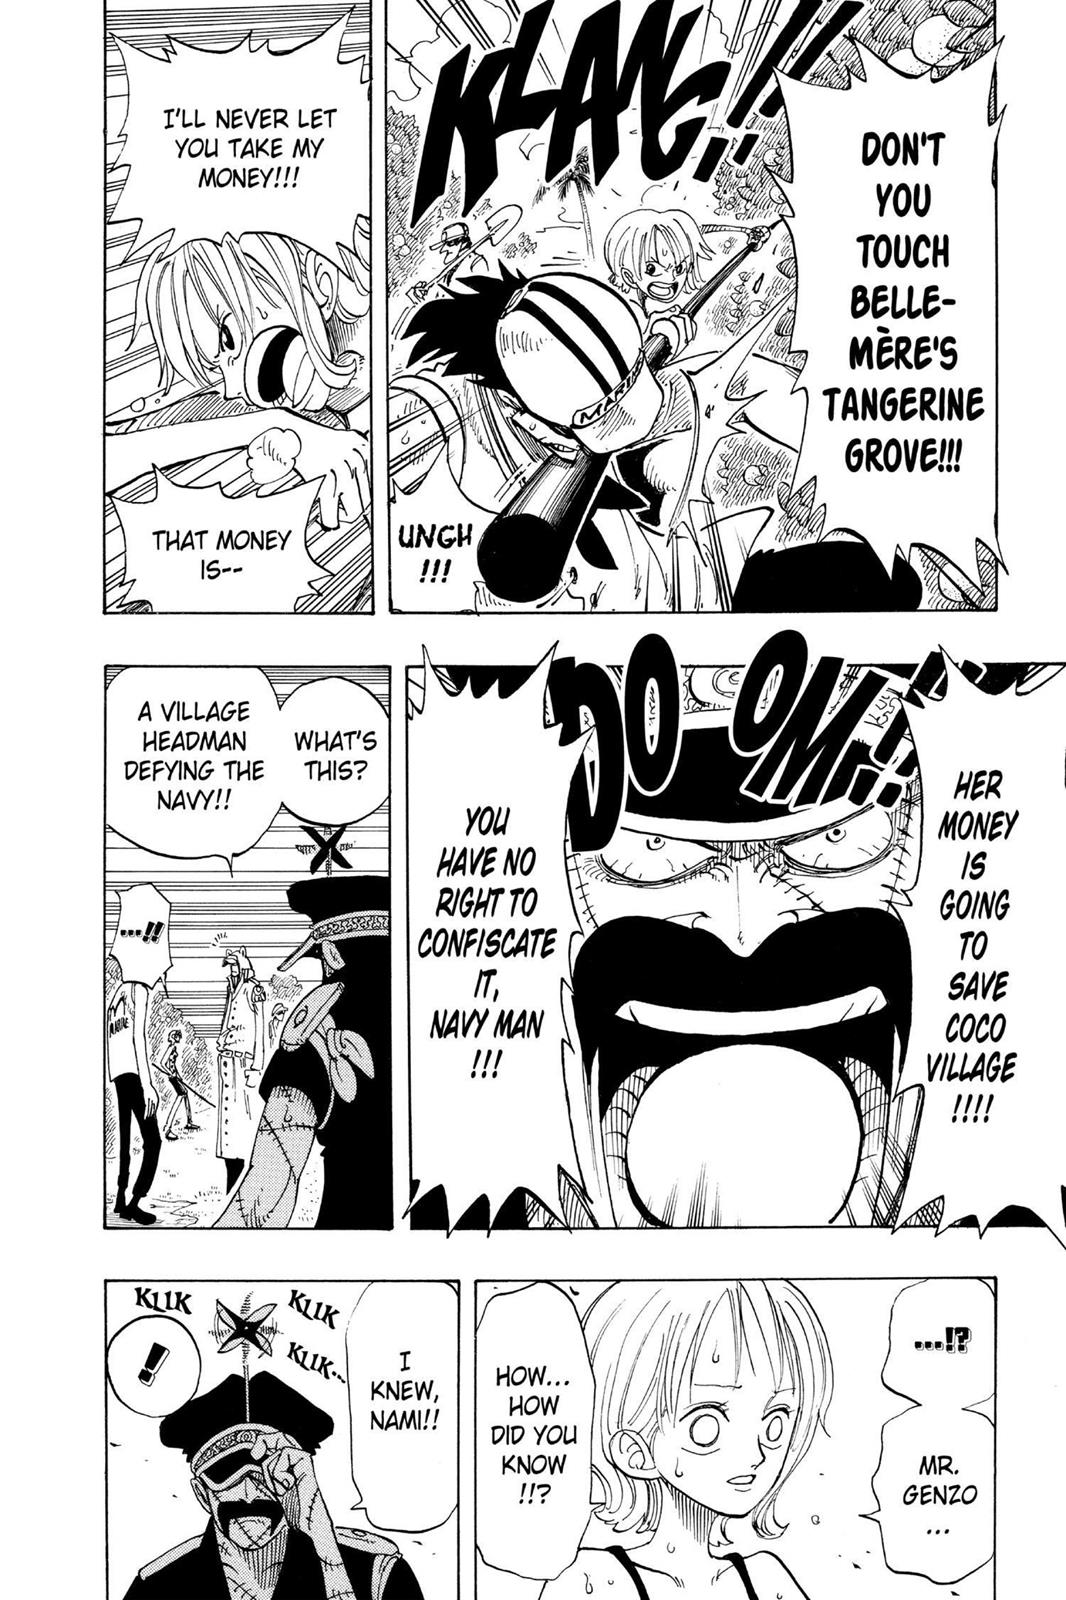 KLANG!!
DON'T
YOU
TOUCH
BELLE-
MÈRE'S
TANGERINE
GROVE!!!
UNGH
!!!
I'LL NEVER LET
YOU TAKE MY
MONEY!!!
THAT MONEY
IS--
DOOOM!!
HER
MONEY
IS
GOING
TO
SAVE
COCO
VILLAGE
!!!!
YOU
HAVE NO
RIGHT TO
CONFISCATE
IT,
NAVY MAN
!!!
WHAT'S
THIS?
A VILLAGE
HEADMAN
DEFYING THE
NAVY!!
...!!
...!?
MR.
GENZO
...
HOW...
HOW
DID YOU
KNOW
!!?
I
KNEW,
NAMI!!
KLIK
KLIK
KLIK...
!